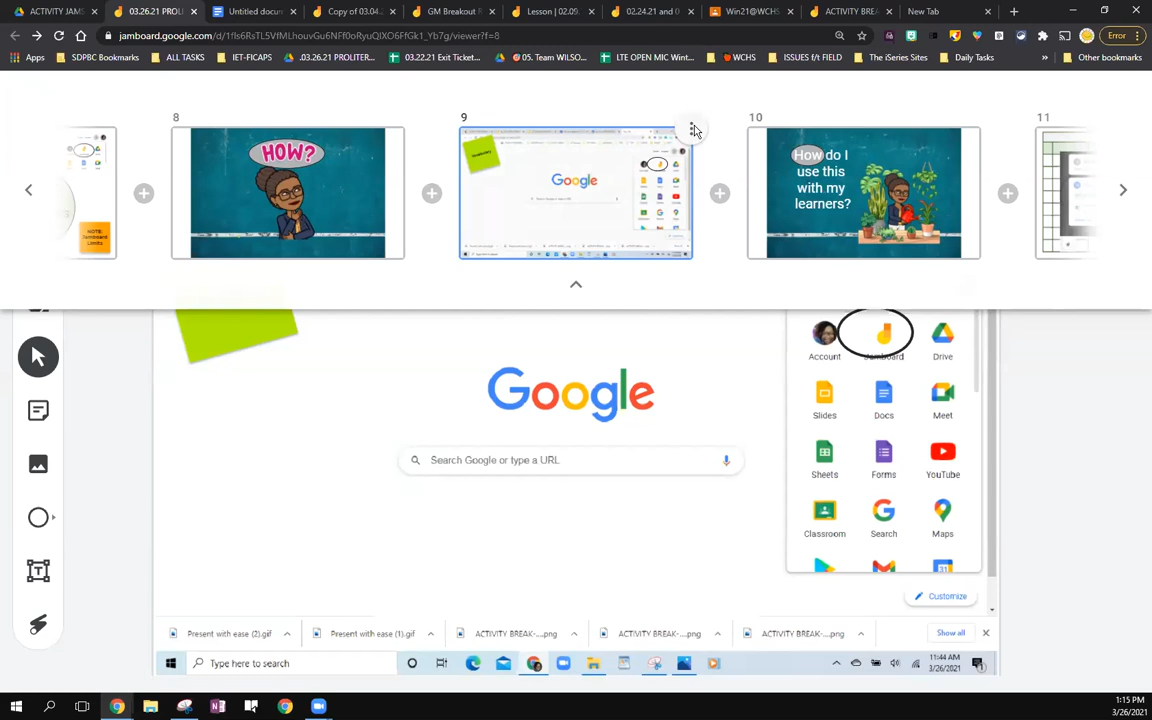 ACTIVITY JAM
03.26.21 PROLI
Untitled docum
Copy of 03.04.2
GM Breakout R
Lesson | 02.09.
02.24.21 and 0
Win21@WCHS
ACTIVITY BREA
New Tab
jamboard.google.com/d/1fIs6RsTL5VfMLhouvGu6NFf0oRyuQIXO6FfGk1_Yb7g/viewer?f=8
Error
Apps
SDPBC Bookmarks
ALL TASKS
IET-FICAPS
.03.26.21 PROLITER...
03.22.21 Exit Ticket...
05. Team WILSO...
LTE OPEN MIC Wint...
WCHS
ISSUES f/t FIELD
The iSeries Sites
Daily Tasks
»
Other bookmarks
8
9
10
11
NOTE:
Jamboard
Limits
HOW?
Vocabulary
Google
How do I
use this
with my
learners?
Account
Jamboard
Drive
Google
Slides
Docs
Meet
Search Google or type a URL
Sheets
Forms
YouTube
Classroom
Search
Maps
Customize
Present with ease (2).gif
Present with ease (1).gif
ACTIVITY BREAK-....png
ACTIVITY BREAK-....png
ACTIVITY BREAK-....png
Show all
Type here to search
11:44 AM
3/26/2021
1:15 PM
3/26/2021